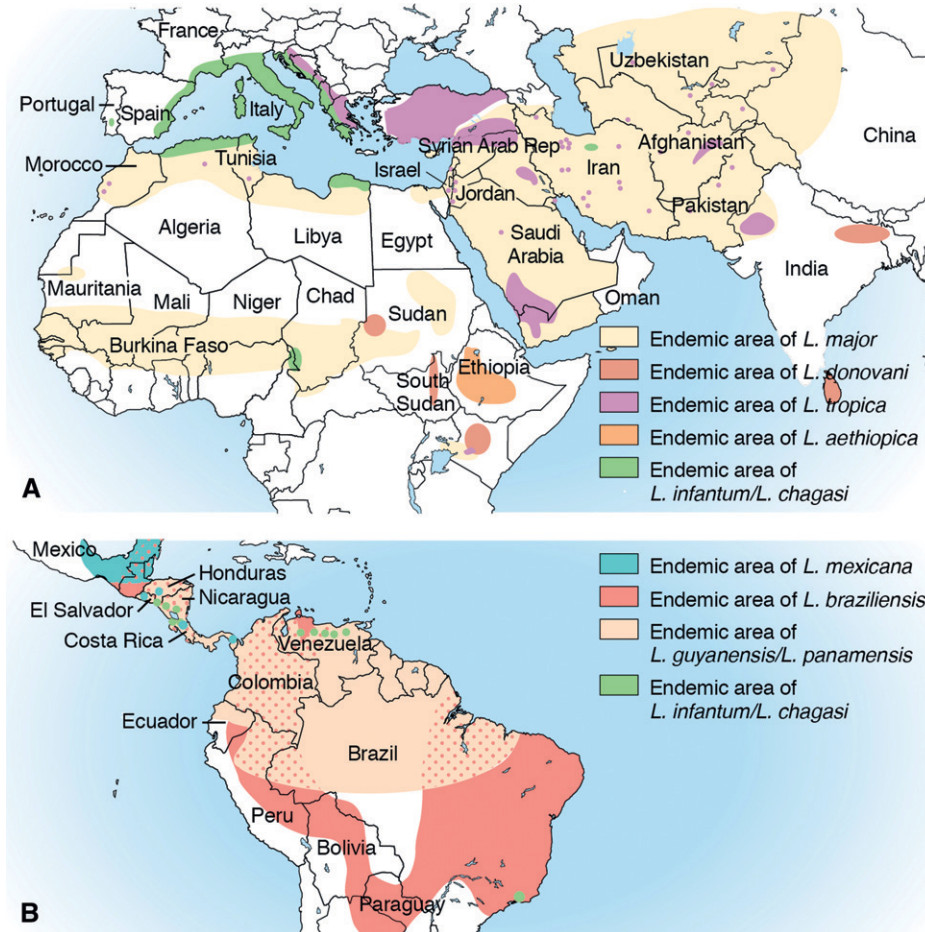 France
Uzbekistan
Portugal
Spain
Italy
China
Afghanistan
Syrian Arab Rep
Morocco
Tunisia
Israel
Iran
Jordan
Pakistan
Algeria
Libya
Egypt
Saudi
Arabia
India
Mauritania
Mali
Niger
Chad
Sudan
Oman
Burkina Faso
Ethiopia
South
Sudan
Endemic area of L. major
Endemic area of L. donovani
Endemic area of L. tropica
Endemic area of L. aethiopica
Endemic area of
L. infantum/L. chagasi
A
Mexico
Honduras
Nicaragua
El Salvador
Costa Rica
Venezuela
Colombia
Ecuador
Brazil
Peru
Bolivia
Paraguay
Endemic area of L. mexicana
Endemic area of L. braziliensis
Endemic area of
L. guyanensis/L. panamensis
Endemic area of
L. infantum/L. chagasi
B